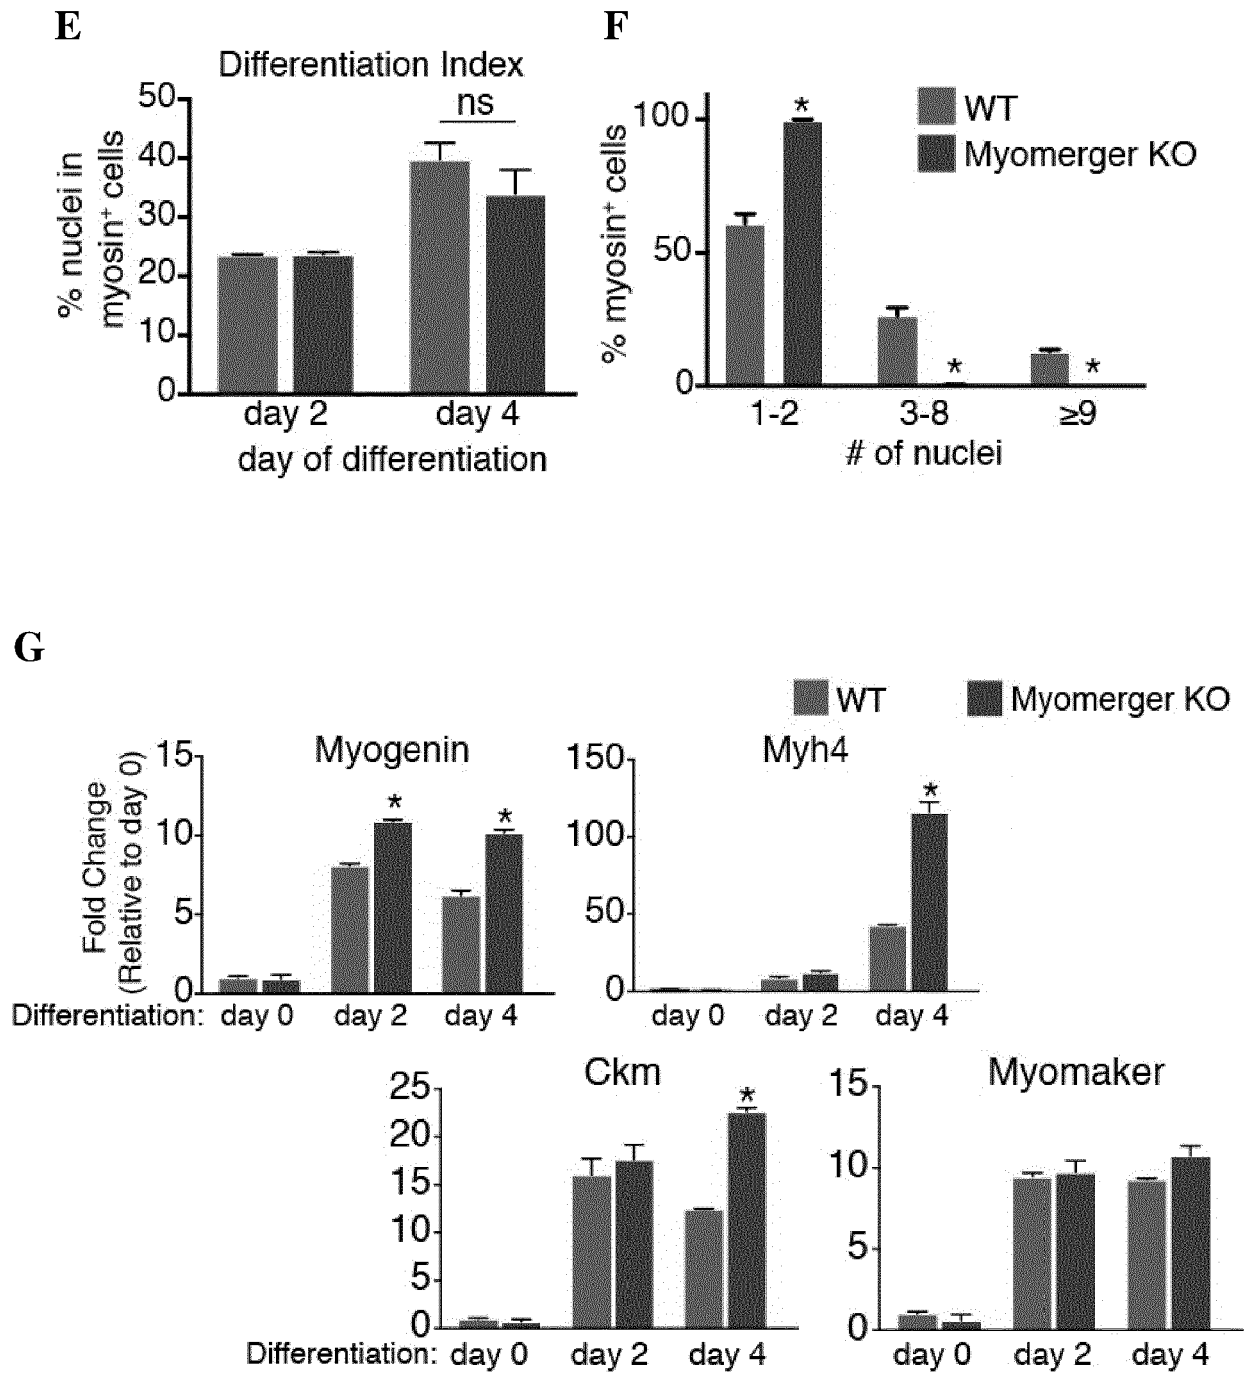 E
Differentiation Index
% nuclei in
myosin⁺ cells
50
40
30
20
10
0
ns
day 2
day 4
day of differentiation
F
% myosin⁺ cells
100
50
0
*
*
*
WT
Myomerger KO
1-2
3-8
≥9
# of nuclei
G
WT
Myomerger KO
Myogenin
Fold Change
(Relative to day 0)
15
10
5
0
*
*
Differentiation: day 0 day 2 day 4
Myh4
150
100
50
0
*
day 0 day 2 day 4
Ckm
25
20
15
10
5
0
*
Differentiation: day 0 day 2 day 4
Myomaker
15
10
5
0
day 0 day 2 day 4